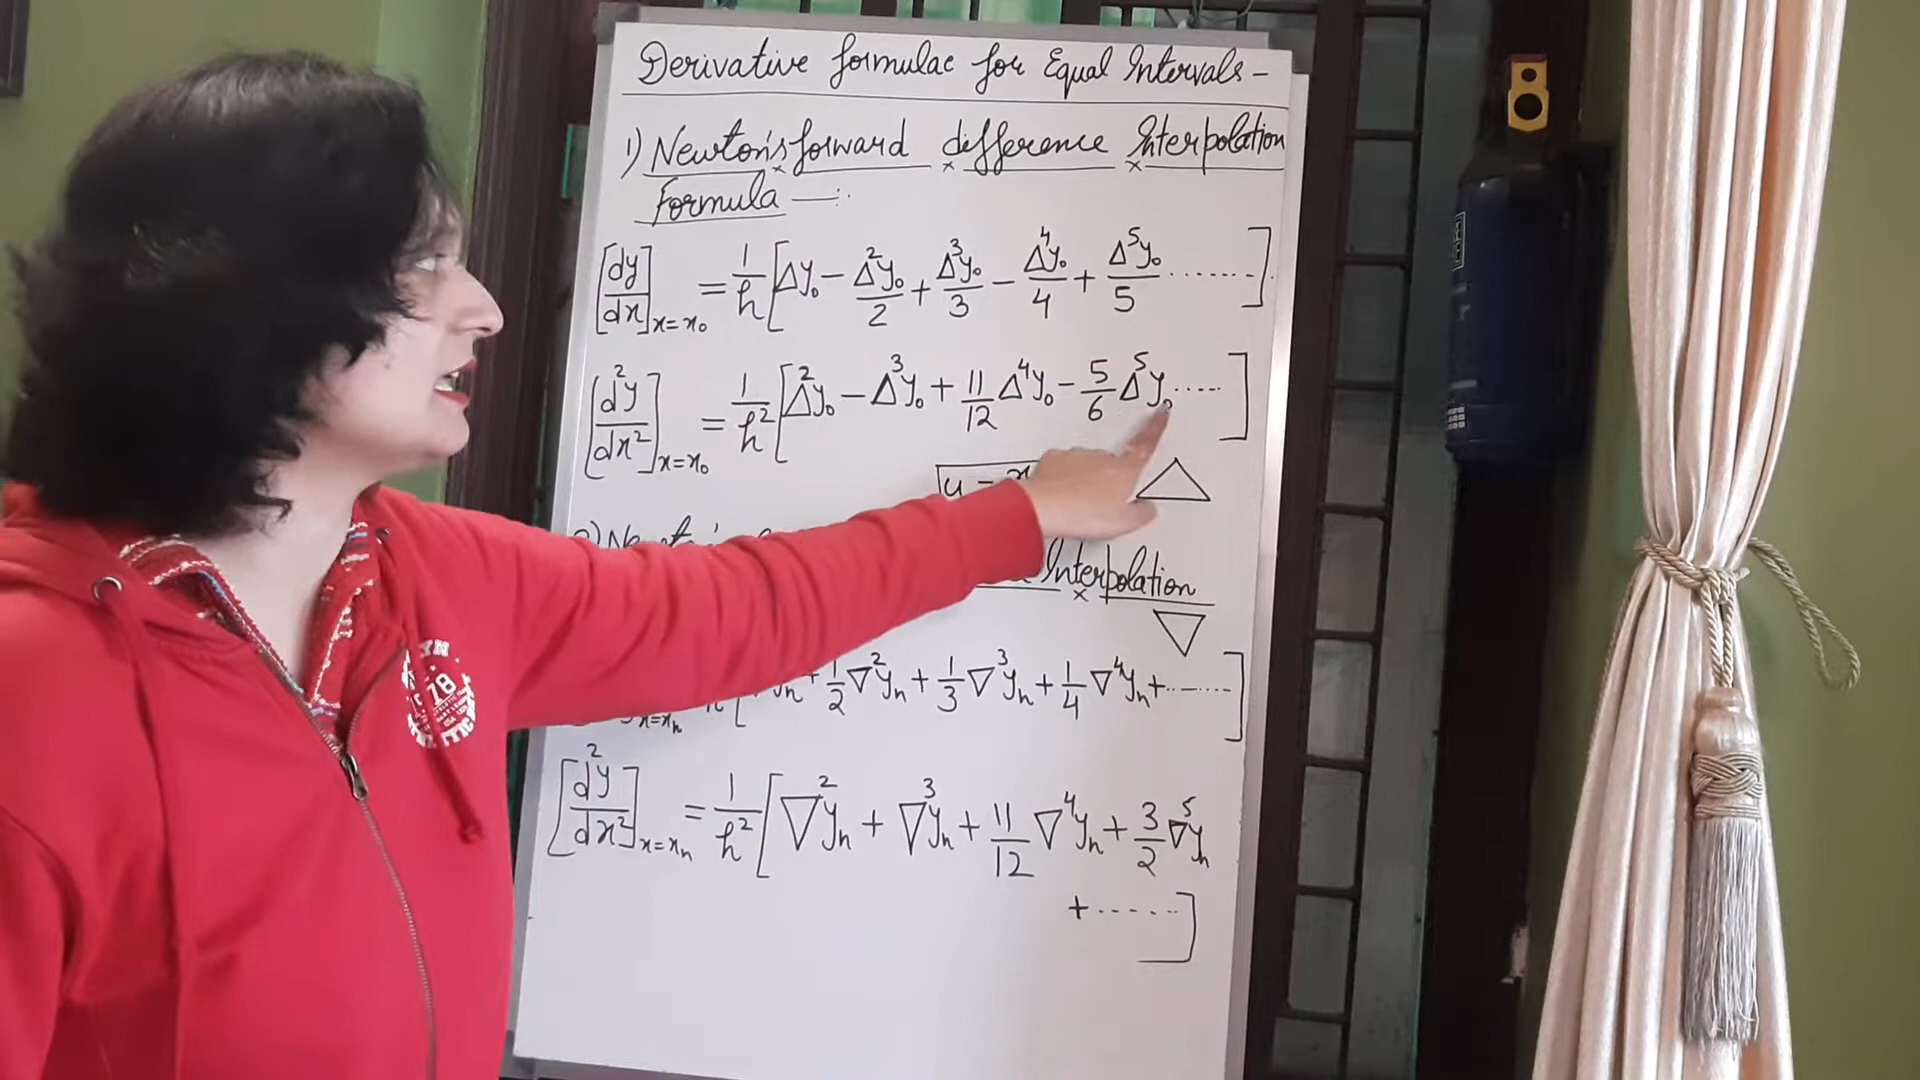 Derivative formulae for Equal Intervals -
1) Newton's forward difference Interpolation
Formula —:
[dy/dx]x=x₀ = 1/h [Δy₀ - Δ²y₀/2 + Δ³y₀/3 - Δ⁴y₀/4 + Δ⁵y₀/5 ........]
[d²y/dx²]x=x₀ = 1/h² [Δ²y₀ - Δ³y₀ + 11/12 Δ⁴y₀ - 5/6 Δ⁵y₀ .....]
u = △
Interpolation
▽
x=xₙ yₙ + 1/2 ∇²yₙ + 1/3 ∇³yₙ + 1/4 ∇⁴yₙ + ......]
[d²y/dx²]x=xₙ = 1/h² [∇²yₙ + ∇³yₙ + 11/12 ∇⁴yₙ + 3/2 ∇⁵yₙ
+ ......]
78